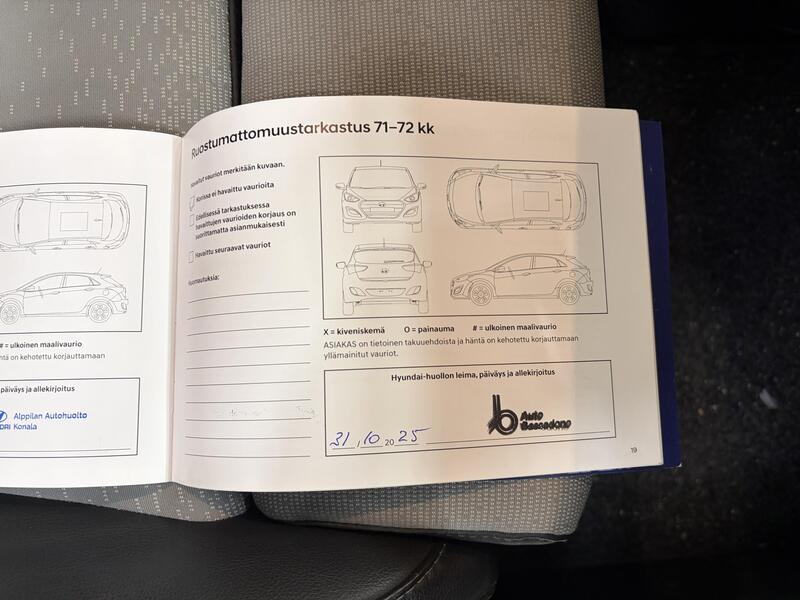 # = ulkoinen maalivaurio
häntä on kehotettu korjauttamaan
päiväys ja allekirjoitus
Alppilan Autohuolto
Konala
Ruostumattomuustarkastus 71–72 kk
Havaitut vauriot merkitään kuvaan.
Korissa ei havaittu vaurioita
Edellisessä tarkastuksessa
havaittujen vaurioiden korjaus on
suorittamatta asianmukaisesti
Havaittu seuraavat vauriot
Huomautuksia:
X = kiveniskemä O = painauma # = ulkoinen maalivaurio
ASIAKAS on tietoinen takuuehdoista ja häntä on kehotettu korjauttamaan
yllämainitut vauriot.
Hyundai-huollon leima, päiväys ja allekirjoitus
Auto
Bassadone
31.10.2025
19